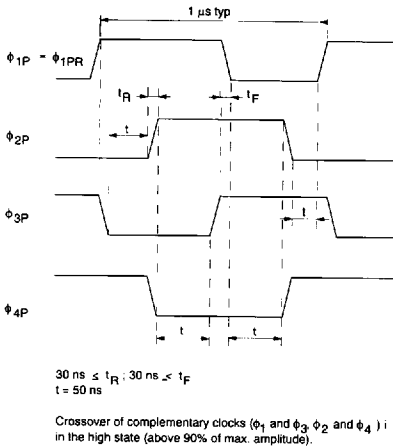 1 µs typ
ϕ1P = ϕ1PR
tR
tF
t
ϕ2P
ϕ3P
t
ϕ4P
t
t
30 ns ≤ tR ; 30 ns < tF
t = 50 ns
Crossover of complementary clocks (ϕ1 and ϕ3, ϕ2 and ϕ4 ) i
in the high state (above 90% of max. amplitude).